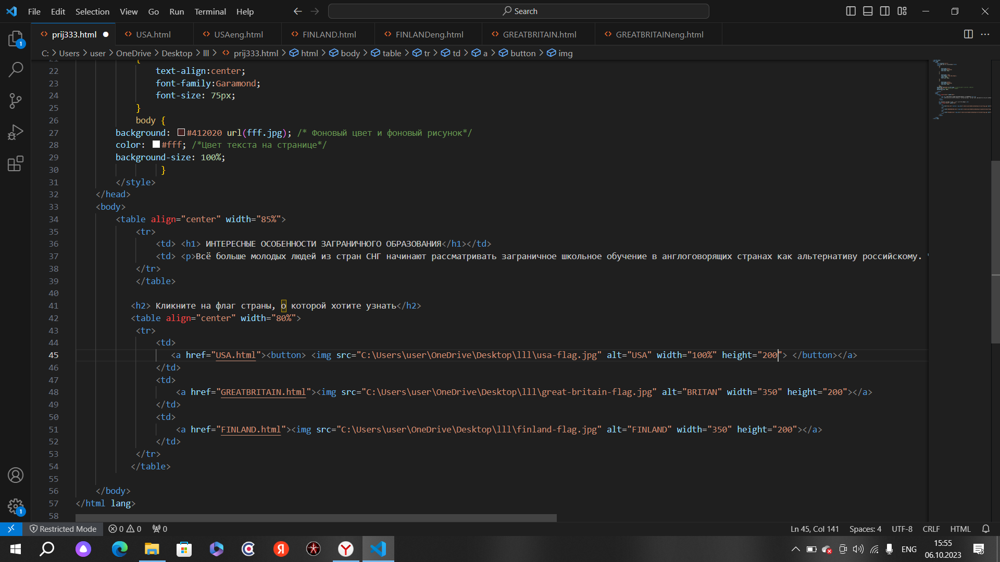 File Edit Selection View Go Run Terminal Help
Search
prij333.html USA.html USAeng.html FINLAND.html FINLANDeng.html GREATBRITAIN.html GREATBRITAINeng.html
C: > Users > user > OneDrive > Desktop > lll > prij333.html > html > body > table > tr > td > a > button > img
21 {
22 text-align:center;
23 font-family:Garamond;
24 font-size: 75px;
25 }
26 body {
27 background: #412020 url(fff.jpg); /* Фоновый цвет и фоновый рисунок*/
28 color: #fff; /*Цвет текста на странице*/
29 background-size: 100%;
30 }
31 </style>
32 </head>
33 <body>
34 <table align="center" width="85%">
35 <tr>
36 <td> <h1> ИНТЕРЕСНЫЕ ОСОБЕННОСТИ ЗАГРАНИЧНОГО ОБРАЗОВАНИЯ</h1></td>
37 <td> <p>Всё больше молодых людей из стран СНГ начинают рассматривать заграничное школьное обучение в англоговорящих странах как альтернативу российскому.
38 </tr>
39 </table>
40
41 <h2> Кликните на флаг страны, о которой хотите узнать</h2>
42 <table align="center" width="80%">
43 <tr>
44 <td>
45 <a href="USA.html"><button> <img src="C:\Users\user\OneDrive\Desktop\lll\usa-flag.jpg" alt="USA" width="100%" height="200"> </button></a>
46 </td>
47 <td>
48 <a href="GREATBRITAIN.html"><img src="C:\Users\user\OneDrive\Desktop\lll\great-britain-flag.jpg" alt="BRITAN" width="350" height="200"></a>
49 </td>
50 <td>
51 <a href="FINLAND.html"><img src="C:\Users\user\OneDrive\Desktop\lll\finland-flag.jpg" alt="FINLAND" width="350" height="200"></a>
52 </td>
53 </tr>
54 </table>
55
56 </body>
57 </html lang>
58
1
1
Restricted Mode 0 0 0 Ln 45, Col 141 Spaces: 4 UTF-8 CRLF HTML
ENG 15:55
06.10.2023